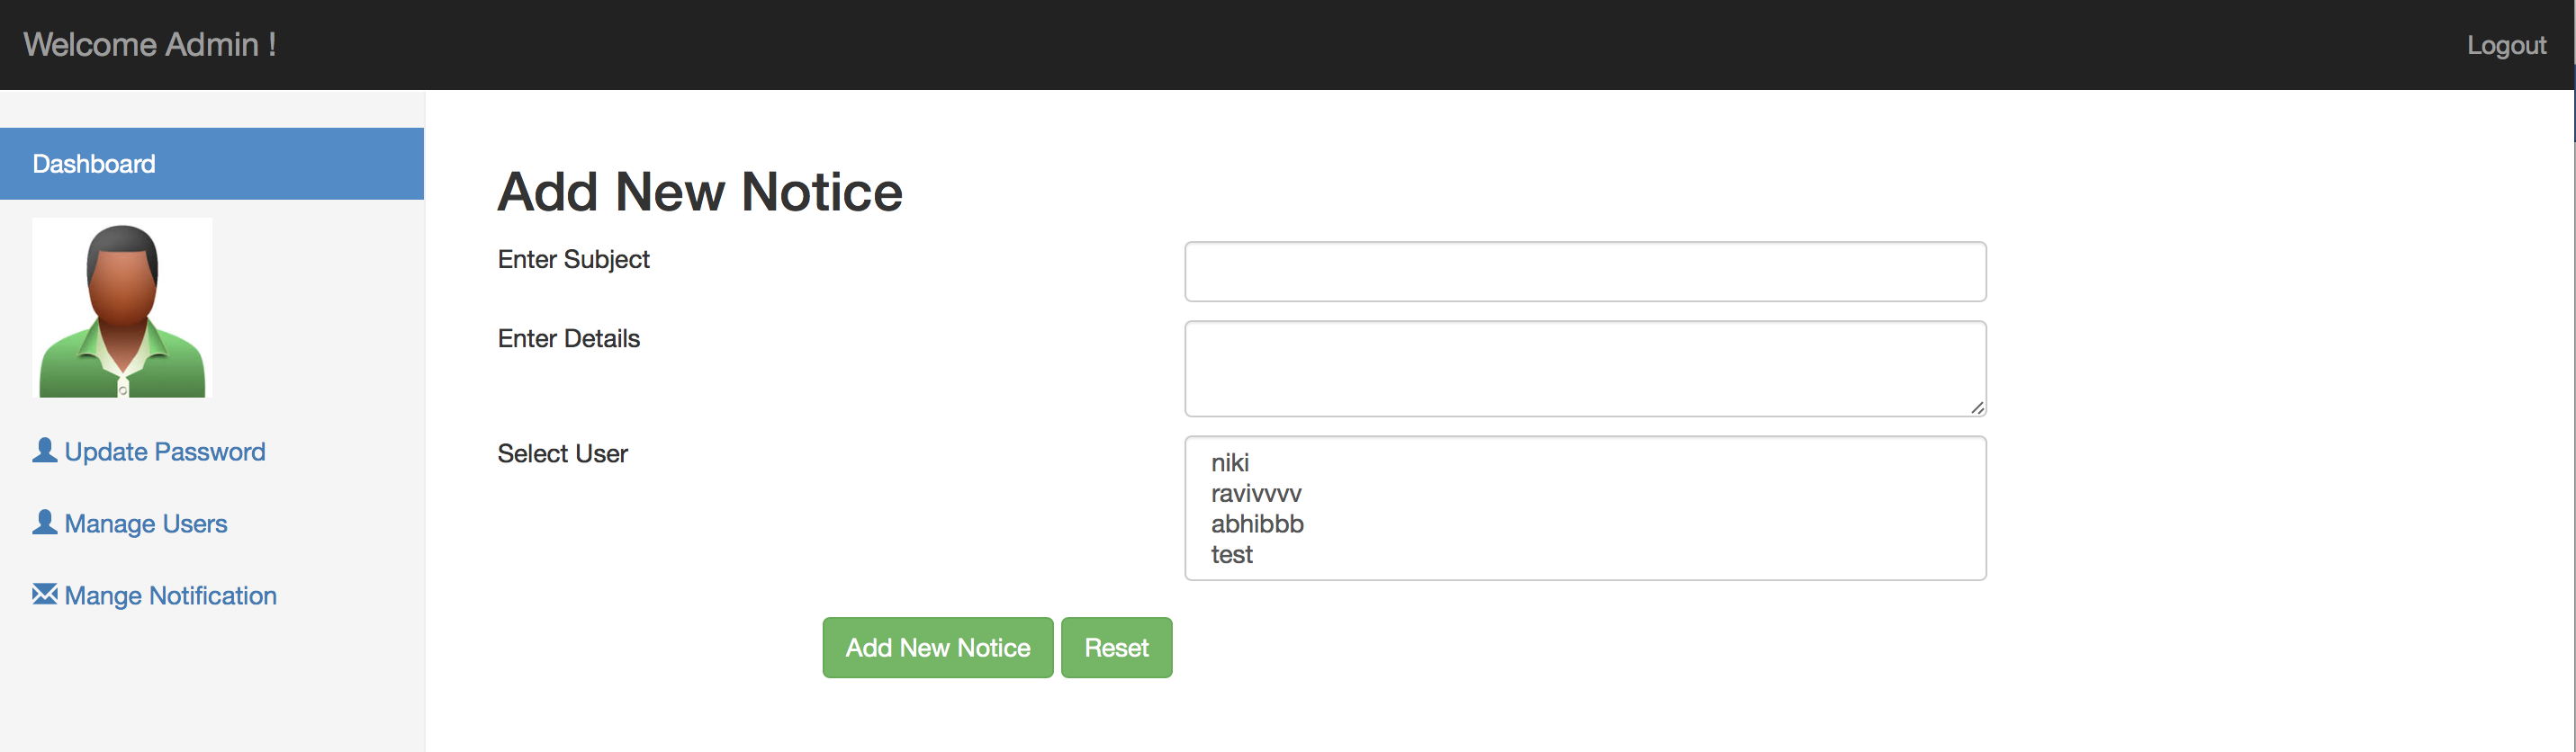 Welcome Admin !
Logout
Dashboard
Update Password
Manage Users
Mange Notification
Add New Notice
Enter Subject
Enter Details
Select User
niki
ravivvvv
abhibbb
test
Add New Notice
Reset